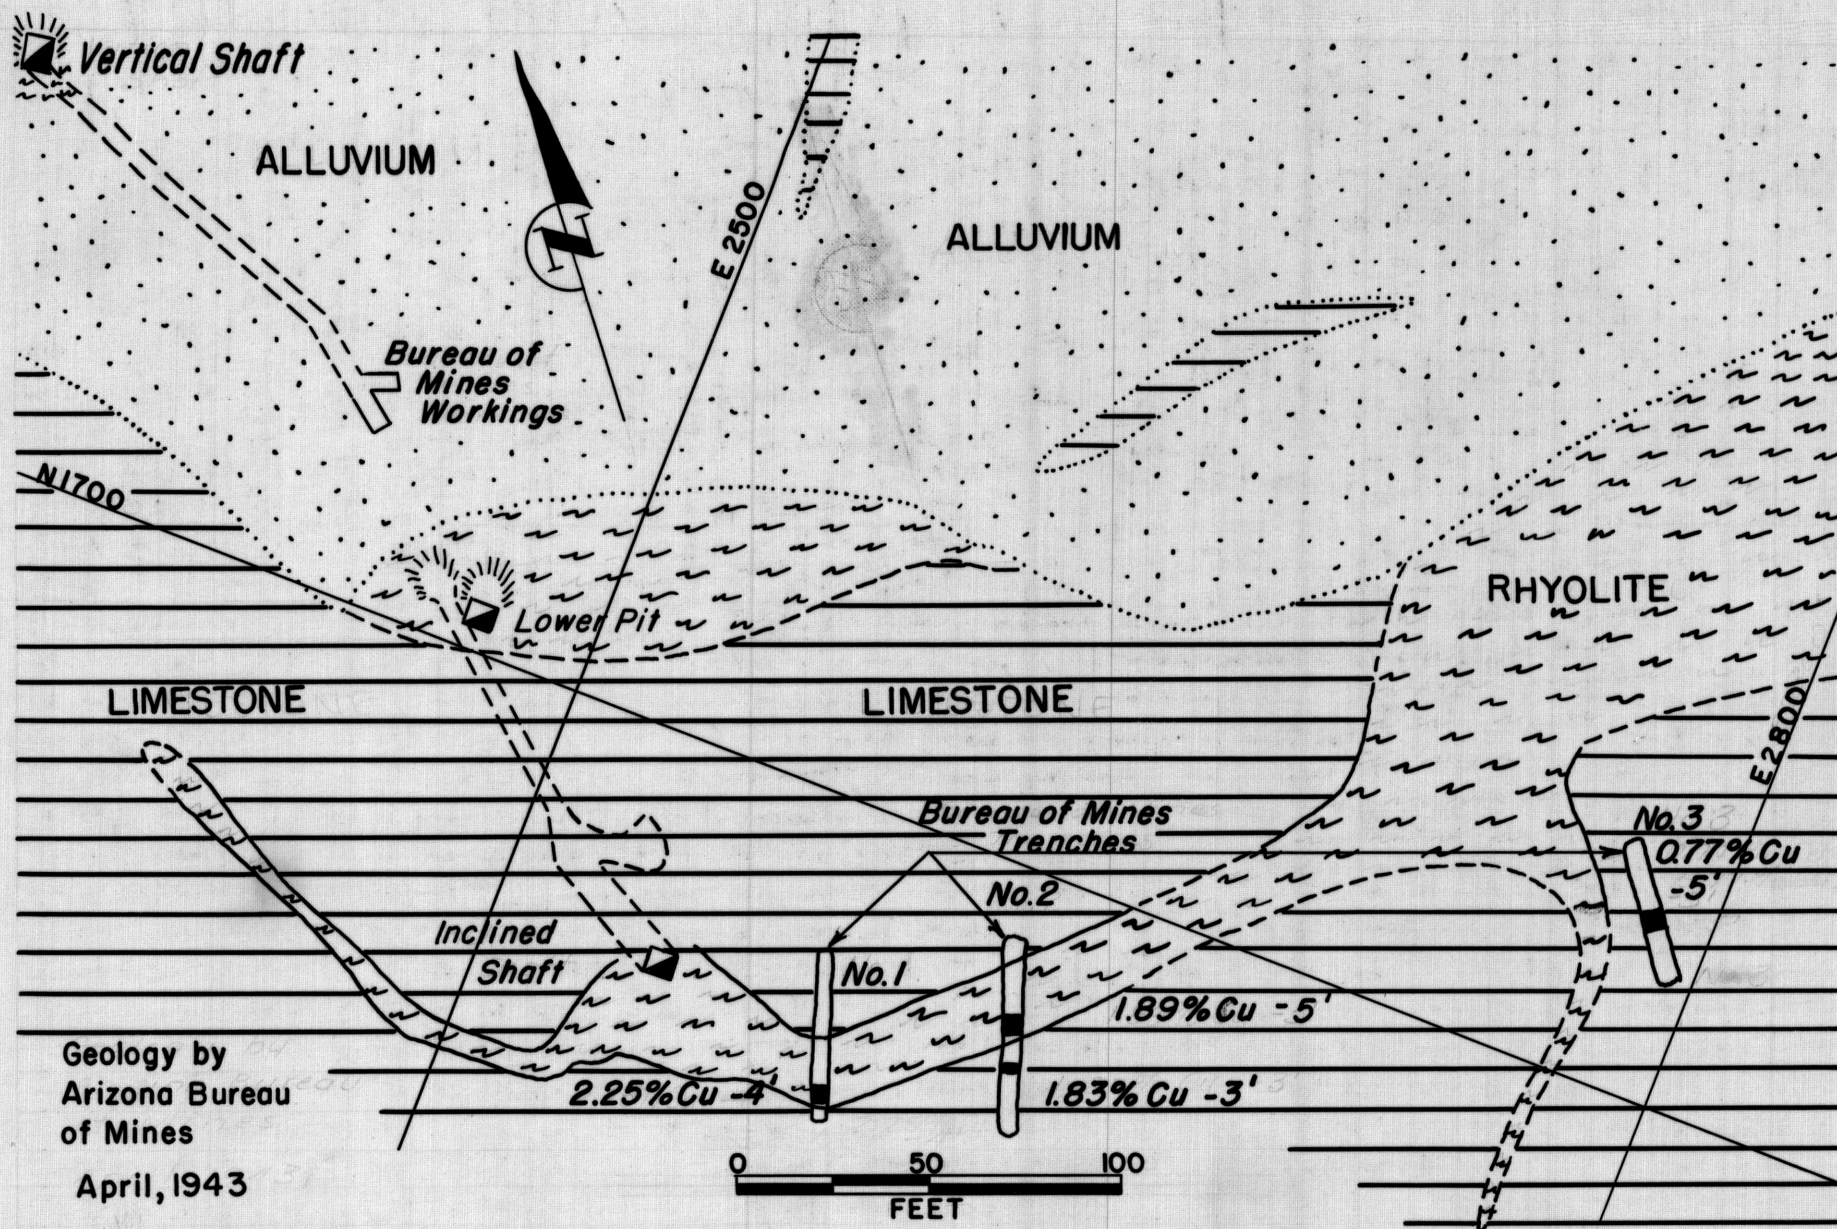 Vertical Shaft
ALLUVIUM
N
E 2500
ALLUVIUM
Bureau of
Mines
Workings
N 1700
RHYOLITE
Lower Pit
LIMESTONE
LIMESTONE
E 2800
Bureau of Mines
Trenches
No. 3
0.77% Cu
-5'
No. 2
Inclined
Shaft
No. 1
1.89% Cu -5'
2.25% Cu -4'
1.83% Cu -3'
Geology by
Arizona Bureau
of Mines
April, 1943
0 50 100
FEET